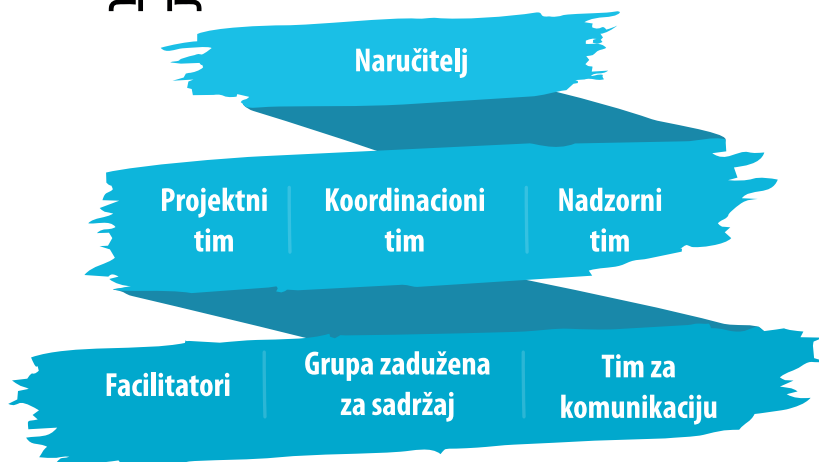 Naručitelj
Projektni
tim
Koordinacioni
tim
Nadzorni
tim
Facilitatori
Grupa zadužena
za sadržaj
Tim za
komunikaciju